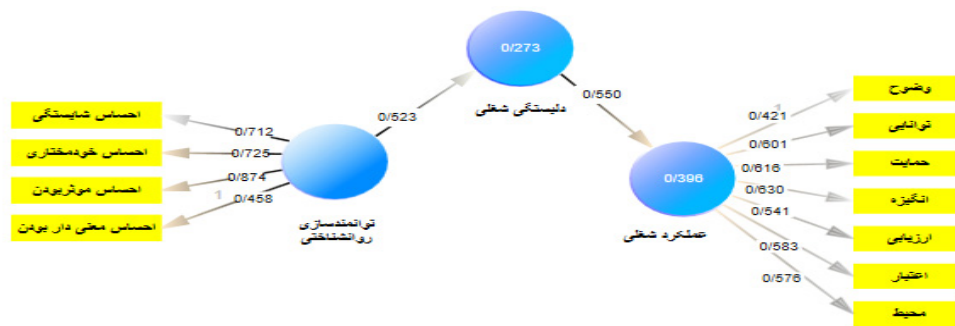 0/273
دلبستگی شغلی
0/523
0/550
احساس شایستگی
احساس خودمختاری
احساس موثربودن
احساس معنی دار بودن
0/712
0/725
0/874
1
0/458
توانمندسازی
روانشناختی
0/396
عملکرد شغلی
1
0/421
0/601
0/616
0/630
0/541
0/583
0/576
وضوح
توانایی
حمایت
انگیزه
ارزیابی
اعتبار
محیط